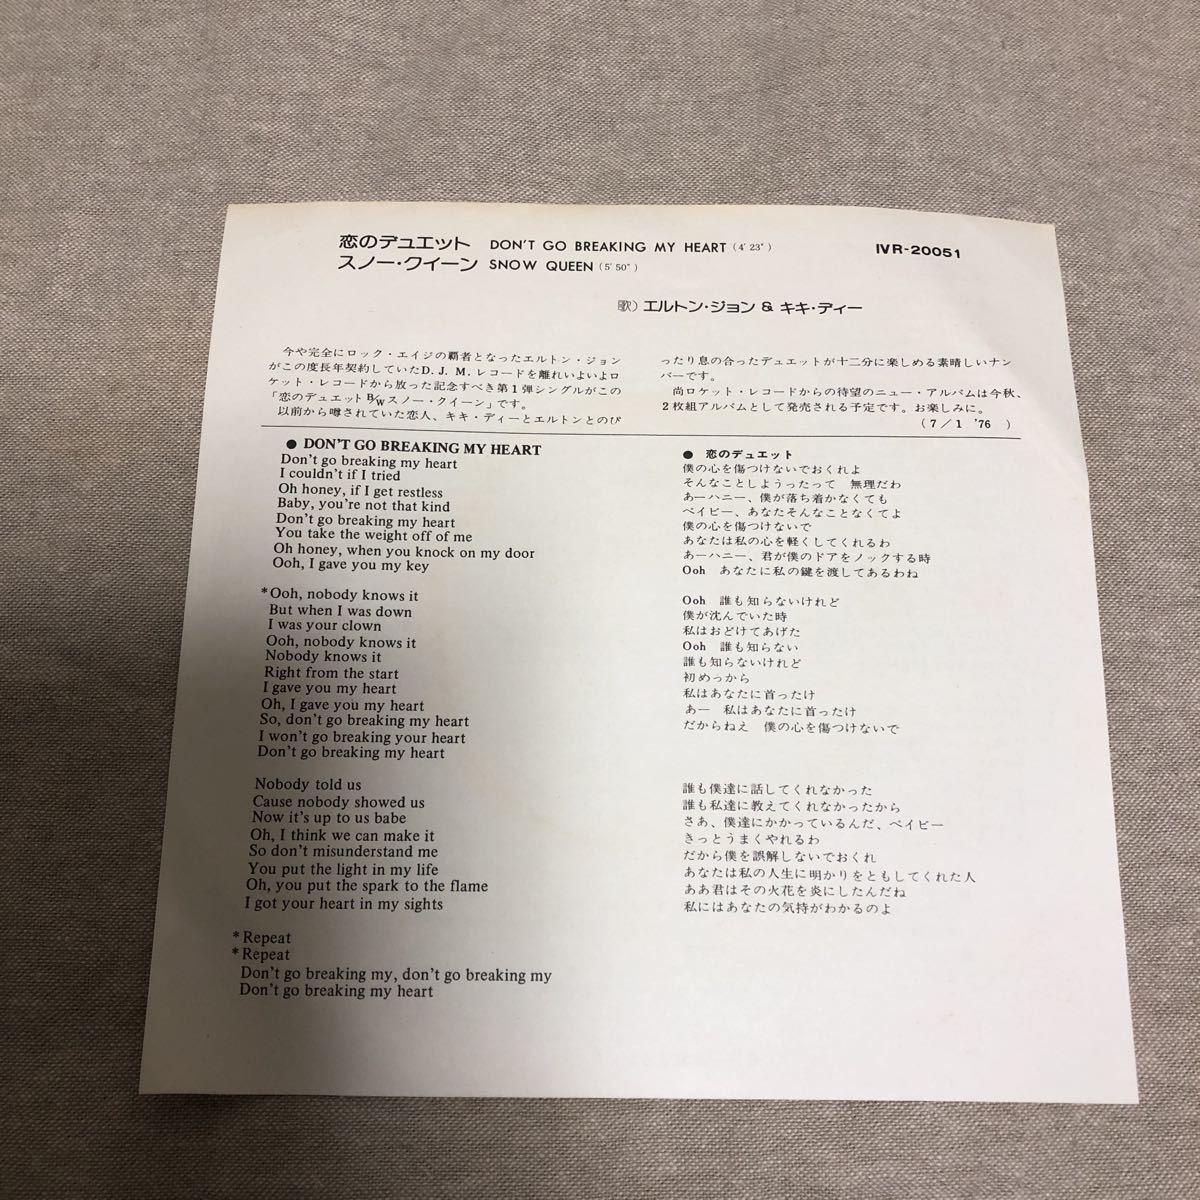 恋のデュエット DON'T GO BREAKING MY HEART (4′23″)
IVR-20051
スノー・クイーン SNOW QUEEN (5′50″)
歌) エルトン・ジョン & キキ・ディー
今や完全にロック・エイジの覇者となったエルトン・ジョン
がこの度長年契約していたD. J. M. レコードを離れいよいよロ
ケット・レコードから放った記念すべき第1弾シングルがこの
「恋のデュエット B/W スノー・クイーン」です。
以前から噂されていた恋人、キキ・ディーとエルトンとのぴ
ったり息の合ったデュエットが十二分に楽しめる素晴しいナン
バーです。
尚ロケット・レコードからの待望のニュー・アルバムは今秋、
2枚組アルバムとして発売される予定です。お楽しみに。
(7/1 '76 )
● DON'T GO BREAKING MY HEART
Don't go breaking my heart
I couldn't if I tried
Oh honey, if I get restless
Baby, you're not that kind
Don't go breaking my heart
You take the weight off of me
Oh honey, when you knock on my door
Ooh, I gave you my key
*Ooh, nobody knows it
But when I was down
I was your clown
Ooh, nobody knows it
Nobody knows it
Right from the start
I gave you my heart
Oh, I gave you my heart
So, don't go breaking my heart
I won't go breaking your heart
Don't go breaking my heart
Nobody told us
Cause nobody showed us
Now it's up to us babe
Oh, I think we can make it
So don't misunderstand me
You put the light in my life
Oh, you put the spark to the flame
I got your heart in my sights
*Repeat
*Repeat
Don't go breaking my, don't go breaking my
Don't go breaking my heart
● 恋のデュエット
僕の心を傷つけないでおくれよ
そんなことしようったって 無理だわ
あーハニー、僕が落ち着かなくても
ベイビー、あなたそんなことなくてよ
僕の心を傷つけないで
あなたは私の心を軽くしてくれるわ
あーハニー、君が僕のドアをノックする時
Ooh あなたに私の鍵を渡してあるわね
Ooh 誰も知らないけれど
僕が沈んでいた時
私はおどけてあげた
Ooh 誰も知らない
誰も知らないけれど
初めっから
私はあなたに首ったけ
あー 私はあなたに首ったけ
だからねえ 僕の心を傷つけないで
誰も僕達に話してくれなかった
誰も私達に教えてくれなかったから
さあ、僕達にかかっているんだ、ベイビー
きっとうまくやれるわ
だから僕を誤解しないでおくれ
あなたは私の人生に明かりをともしてくれた人
ああ君はその火花を炎にしたんだね
私にはあなたの気持がわかるのよ